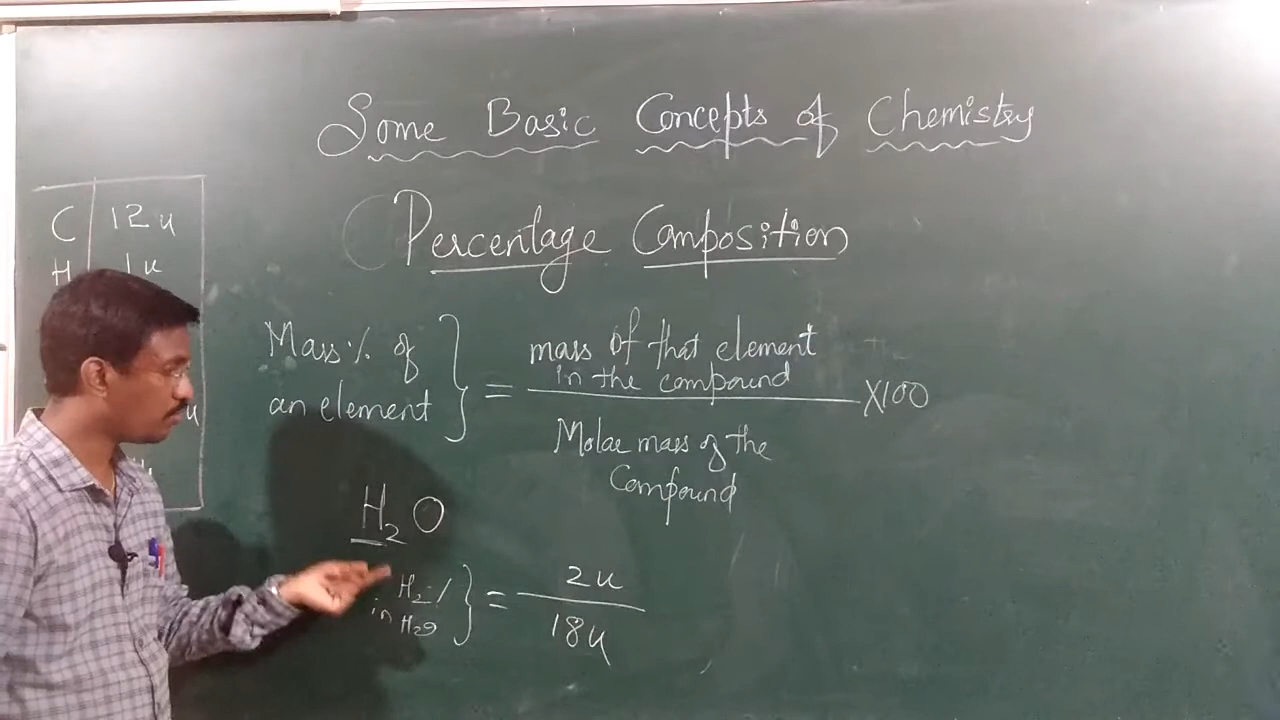 Some Basic Concepts of Chemistry
Percentage Composition
C 12u
H 1u
u
Mass % of
an element
=
mass of that element
in the compound
X100
Molar mass of the
Compound
H₂O
H₂ %
in H₂O
=
2u
18u